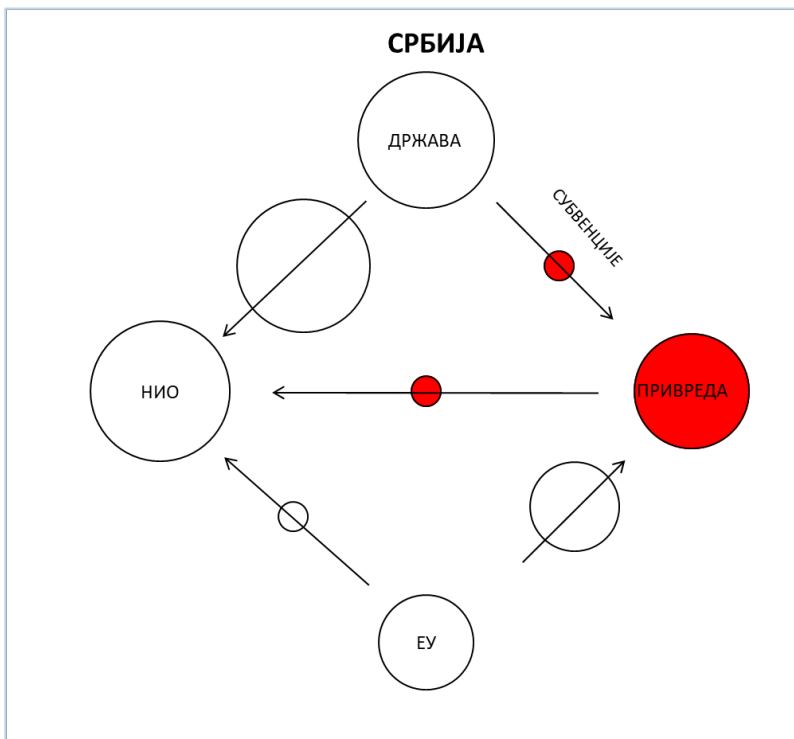 СРБИЈА
ДРЖАВА
СУБВЕНЦИЈЕ
НИО
ПРИВРЕДА
ЕУ